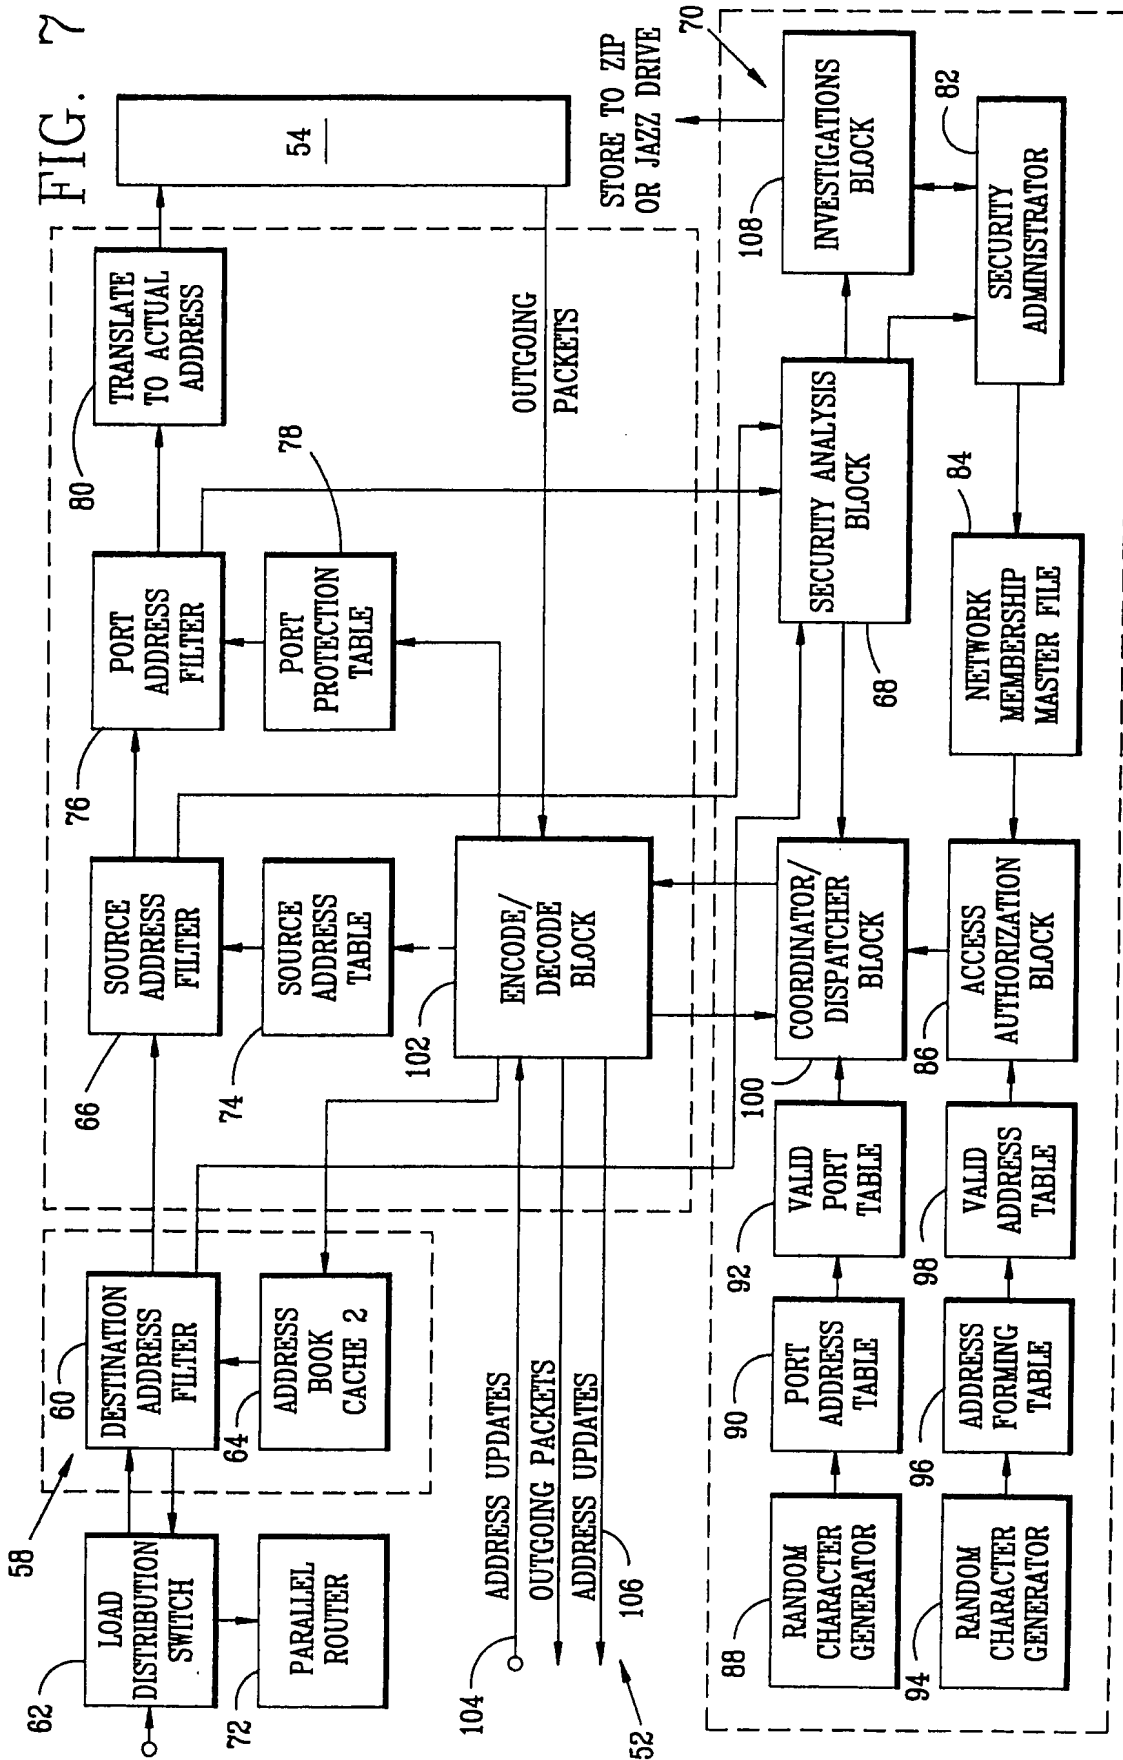 FIG. 7
62
LOAD
DISTRIBUTION
SWITCH
72
PARALLEL
ROUTER
58
60
DESTINATION
ADDRESS
FILTER
64
ADDRESS
BOOK
CACHE 2
66
SOURCE
ADDRESS
FILTER
74
SOURCE
ADDRESS
TABLE
76
PORT
ADDRESS
FILTER
78
PORT
PROTECTION
TABLE
80
TRANSLATE
TO ACTUAL
ADDRESS
54
102
ENCODE/
DECODE
BLOCK
OUTGOING
PACKETS
104
ADDRESS UPDATES
OUTGOING PACKETS
ADDRESS UPDATES
106
52
STORE TO ZIP
OR JAZZ DRIVE
70
88
RANDOM
CHARACTER
GENERATOR
90
PORT
ADDRESS
TABLE
92
VALID
PORT
TABLE
100
COORDINATOR/
DISPATCHER
BLOCK
68
SECURITY ANALYSIS
BLOCK
108
INVESTIGATIONS
BLOCK
94
RANDOM
CHARACTER
GENERATOR
96
ADDRESS
FORMING
TABLE
98
VALID
ADDRESS
TABLE
86
ACCESS
AUTHORIZATION
BLOCK
84
NETWORK
MEMBERSHIP
MASTER FILE
82
SECURITY
ADMINISTRATOR